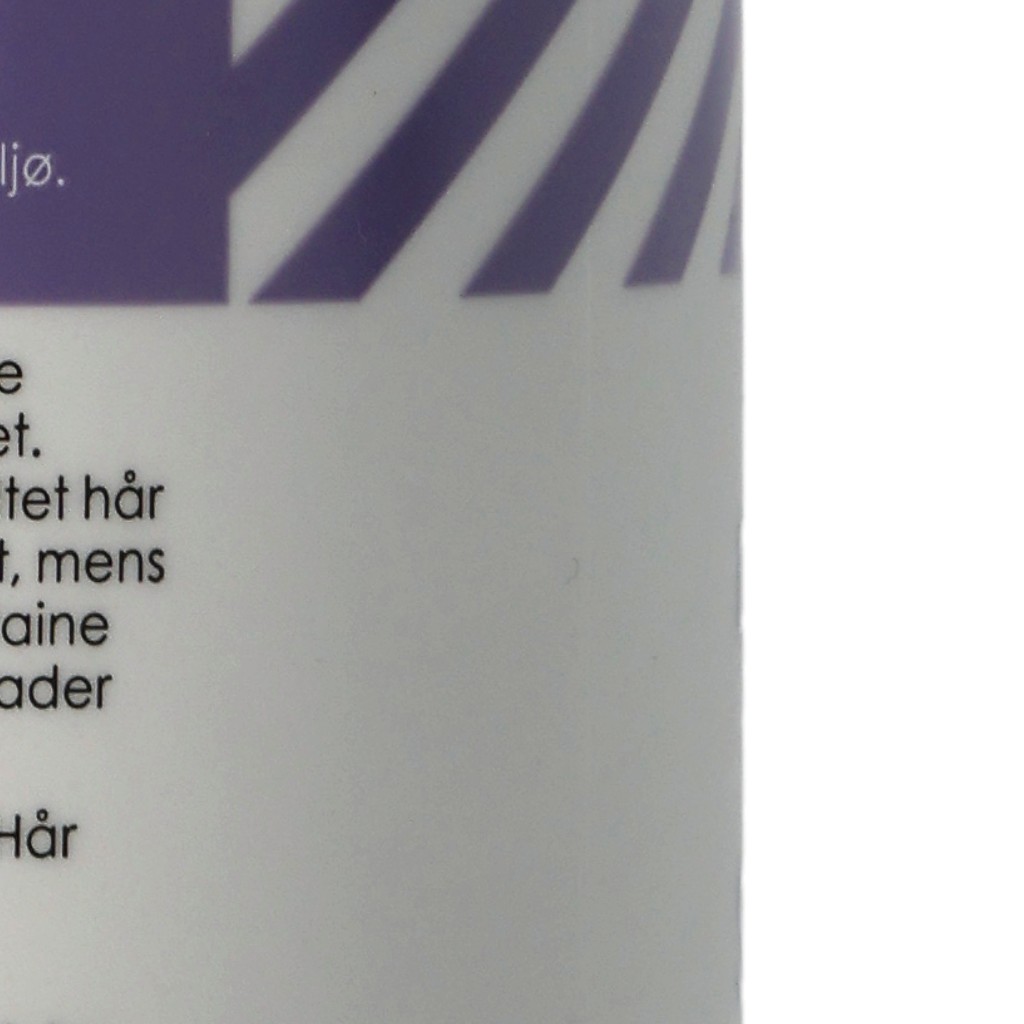 ljø.
e
et.
tet hår
t, mens
aine
ader
Hår